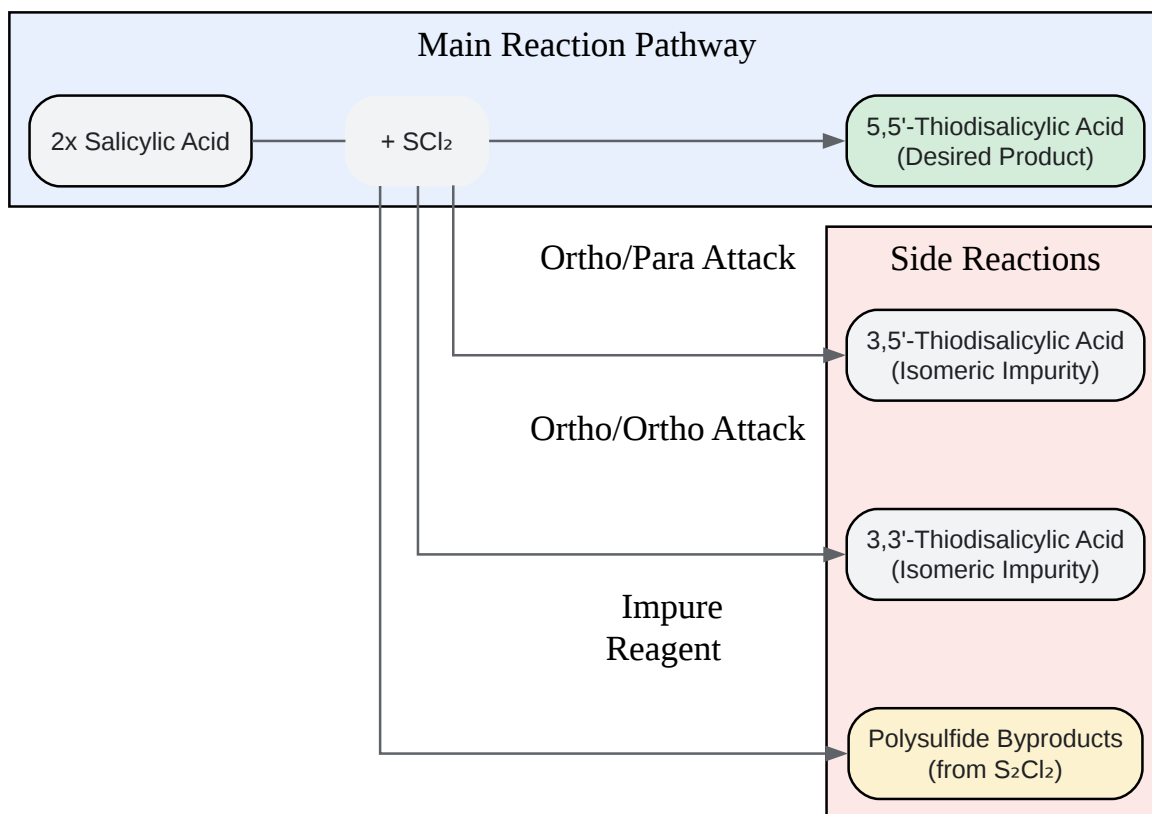 Main Reaction Pathway
2x Salicylic Acid
+ SCl₂
5,5'-Thiodisalicylic Acid
(Desired Product)
Ortho/Para Attack
Side Reactions
3,5'-Thiodisalicylic Acid
(Isomeric Impurity)
Ortho/Ortho Attack
3,3'-Thiodisalicylic Acid
(Isomeric Impurity)
Impure
Reagent
Polysulfide Byproducts
(from S₂Cl₂)